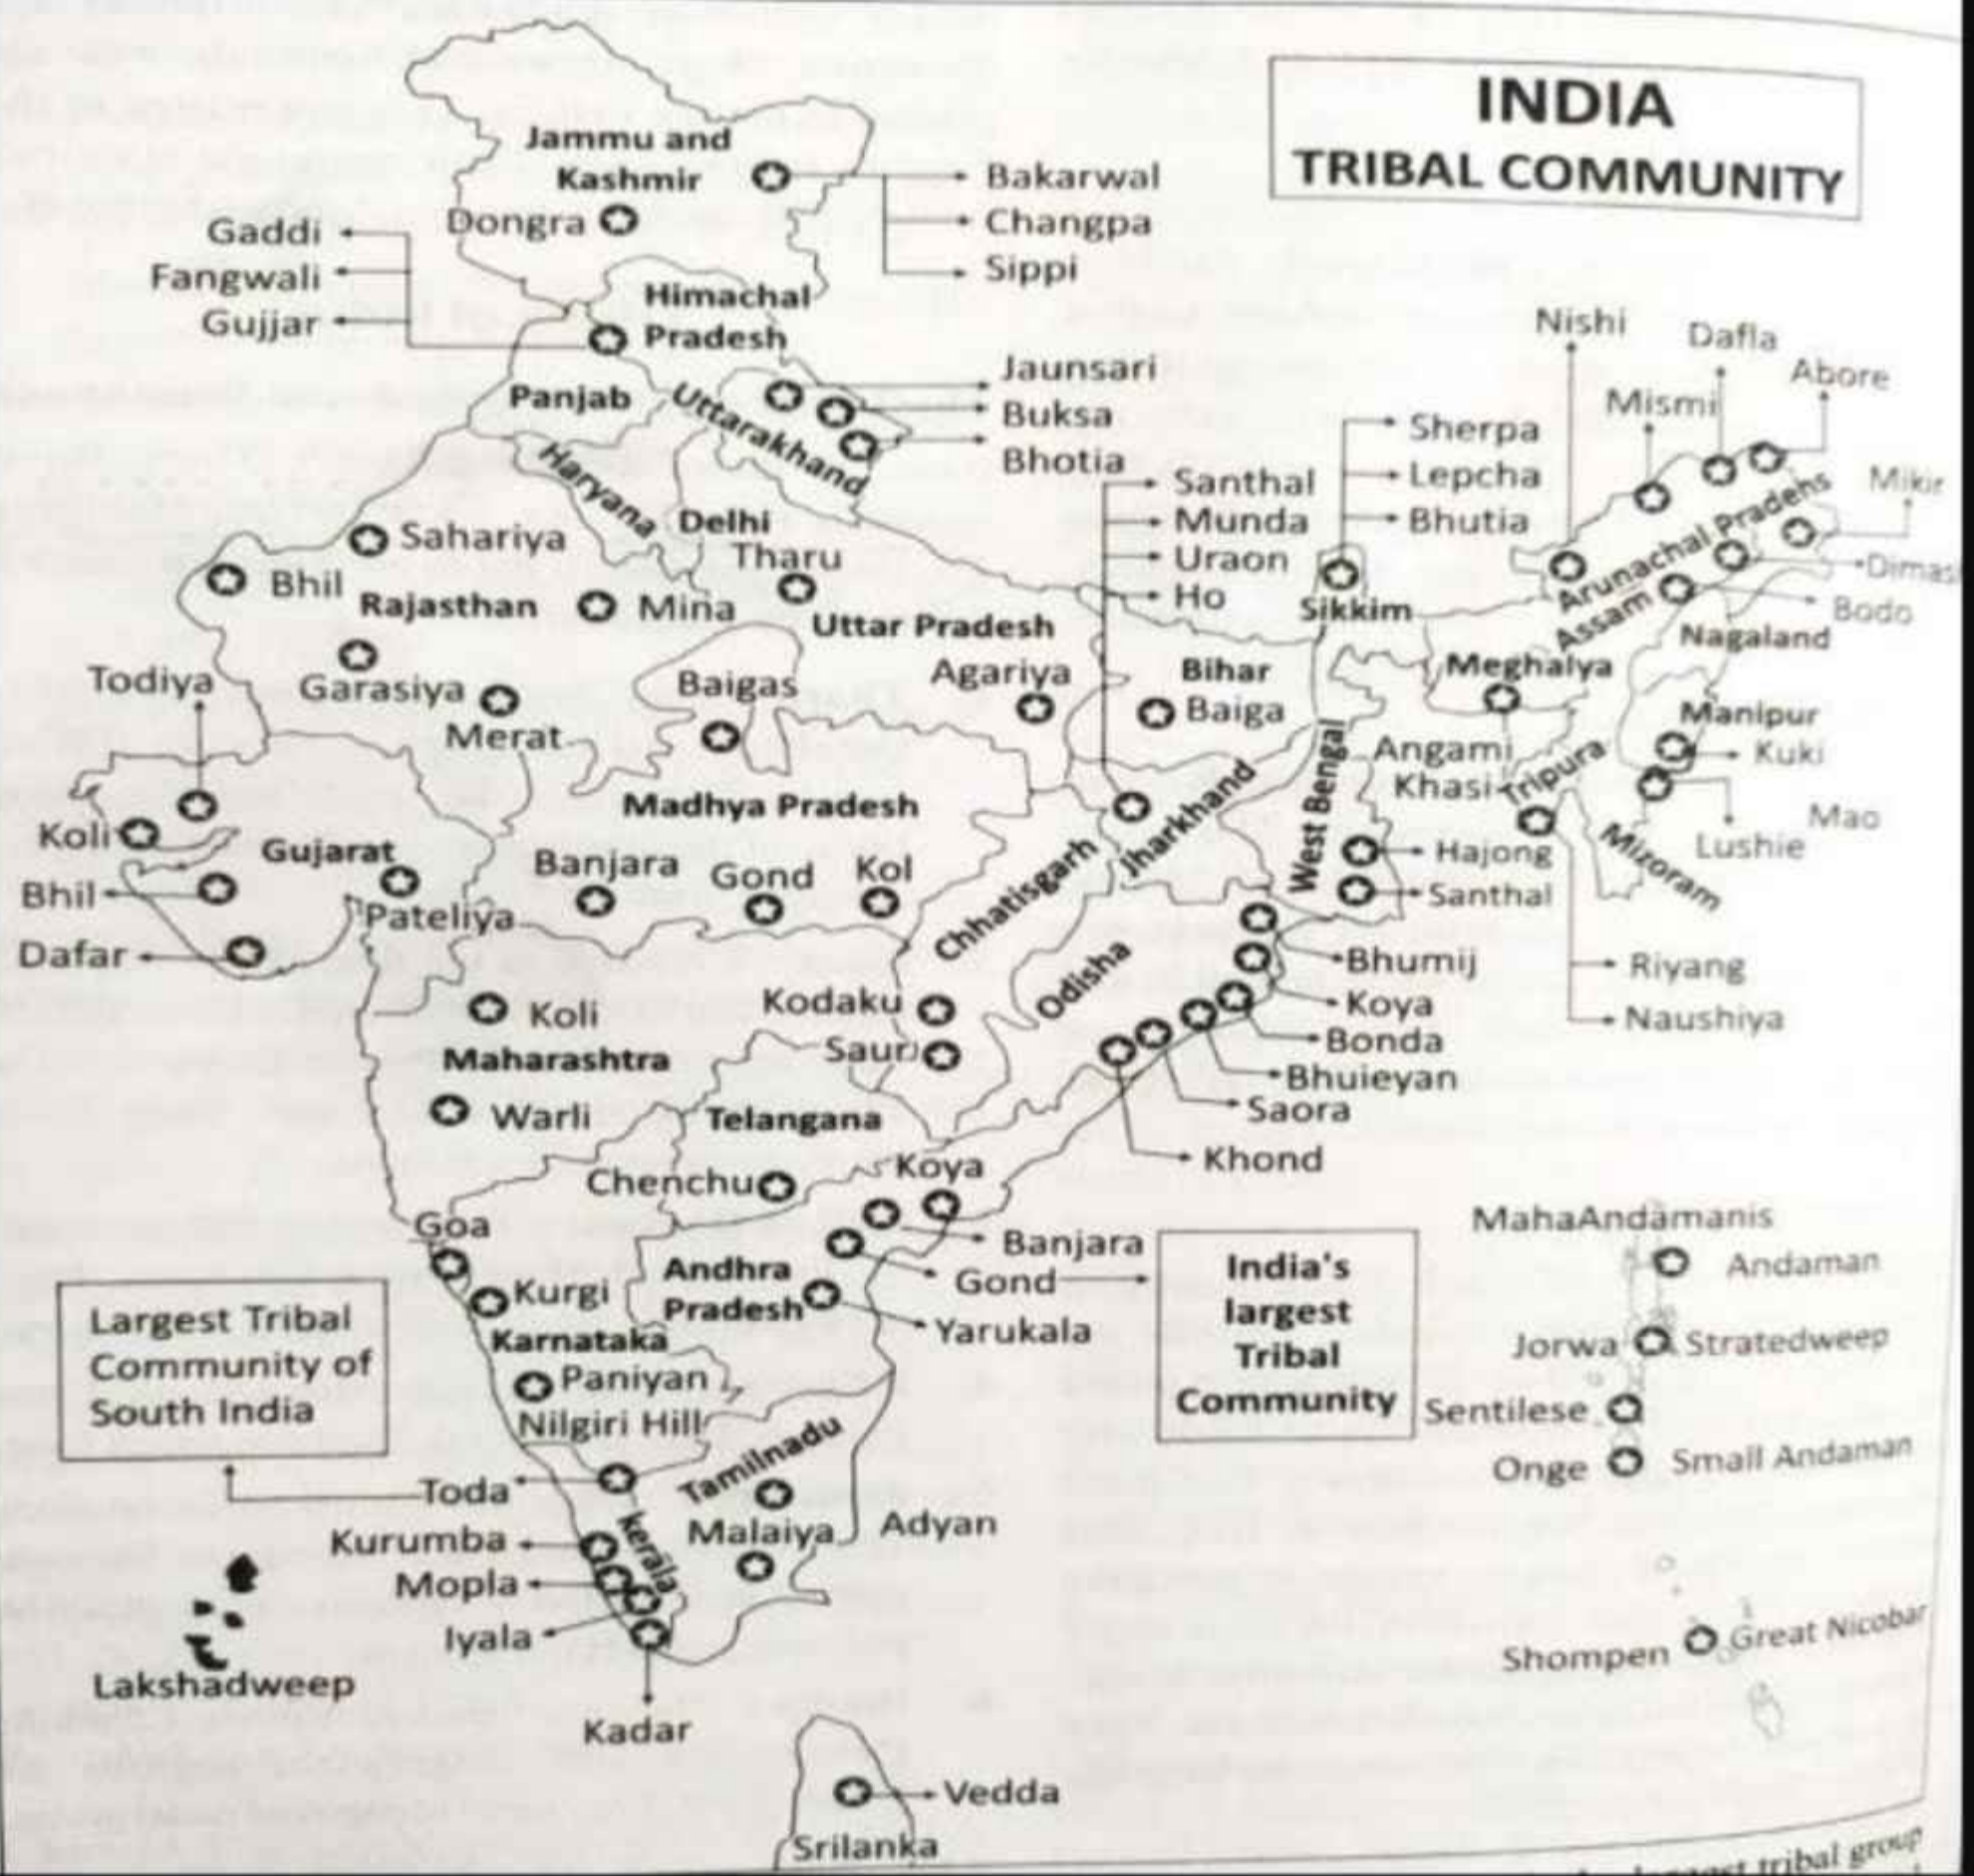 INDIA
TRIBAL COMMUNITY
Jammu and
Kashmir
Dongra
Bakarwal
Changpa
Sippi
Gaddi
Fangwali
Gujjar
Himachal
Pradesh
Panjab
Uttarakhand
Jaunsari
Buksa
Bhotia
Haryana
Delhi
Sahariya
Bhil
Rajasthan
Mina
Garasiya
Merat
Tharu
Uttar Pradesh
Agariya
Santhal
Munda
Uraon
Ho
Sherpa
Lepcha
Bhutia
Sikkim
Nishi
Dafla
Abore
Mismi
Mikir
Arunachal Pradehs
Assam
Bodo
Nagaland
Meghalya
Manipur
Kuki
Mao
Lushie
Mizoram
Angami
Khasi
Tripura
Riyang
Naushiya
Bihar
Baiga
Jharkhand
West Bengal
Hajong
Santhal
Todiya
Koli
Gujarat
Bhil
Pateliya
Dafar
Baigas
Madhya Pradesh
Banjara
Gond
Kol
Chhatisgarh
Kodaku
Saur
Odisha
Bhumij
Koya
Bonda
Bhuieyan
Saora
Khond
Koli
Maharashtra
Warli
Telangana
Chenchu
Koya
Banjara
Gond
Yarukala
Andhra
Pradesh
India's
largest
Tribal
Community
Goa
Kurgi
Karnataka
Paniyan
Nilgiri Hill
Largest Tribal
Community of
South India
Toda
Kurumba
Mopla
Iyala
Kadar
kerala
Tamilnadu
Malaiya
Adyan
Lakshadweep
MahaAndamanis
Andaman
Jorwa
Stratedweep
Sentilese
Onge
Small Andaman
Shompen
Great Nicobar
Vedda
Srilanka
tribal group